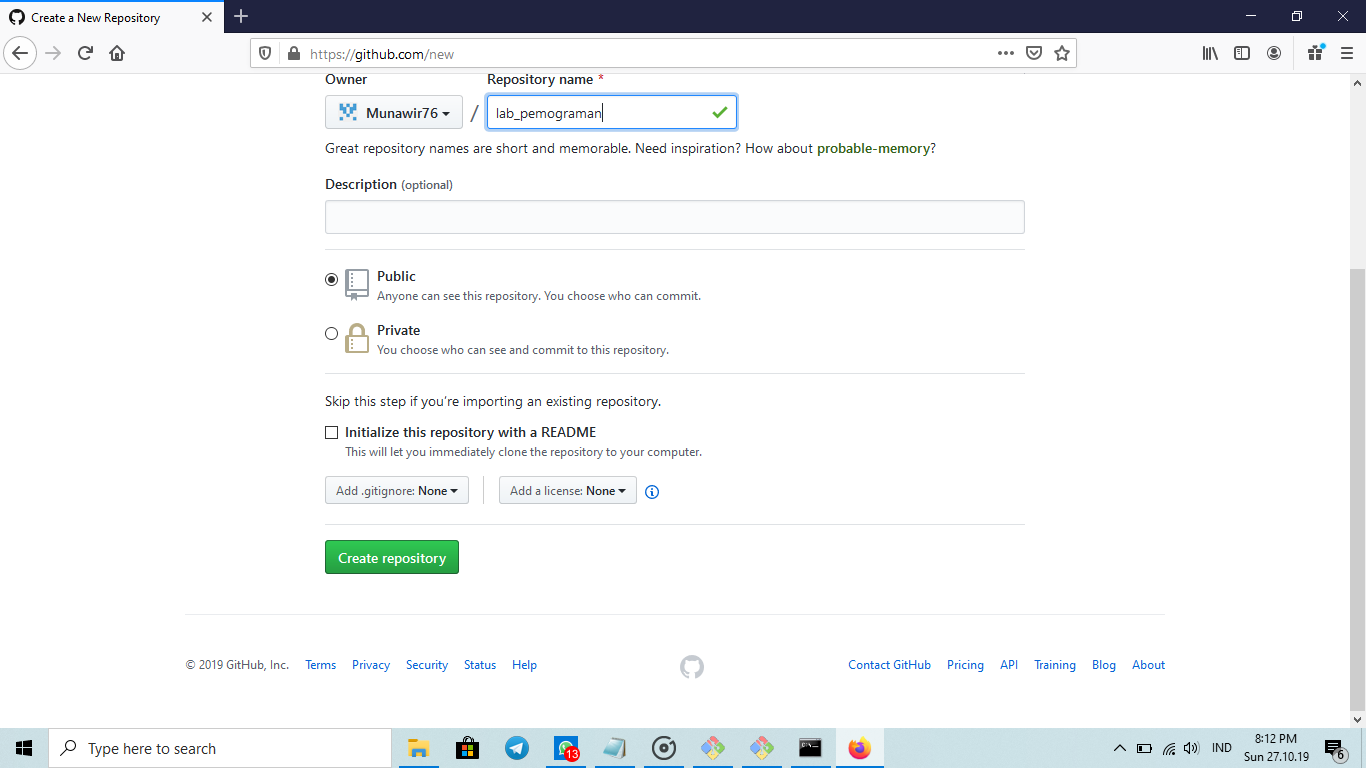 Create a New Repository
https://github.com/new
Owner
Repository name *
Munawir76
/
lab_pemograman
Great repository names are short and memorable. Need inspiration? How about probable-memory?
Description (optional)
Public
Anyone can see this repository. You choose who can commit.
Private
You choose who can see and commit to this repository.
Skip this step if you're importing an existing repository.
Initialize this repository with a README
This will let you immediately clone the repository to your computer.
Add .gitignore: None
Add a license: None
Create repository
© 2019 GitHub, Inc. Terms Privacy Security Status Help
Contact GitHub Pricing API Training Blog About
Type here to search
13
IND
8:12 PM
Sun 27.10.19
6